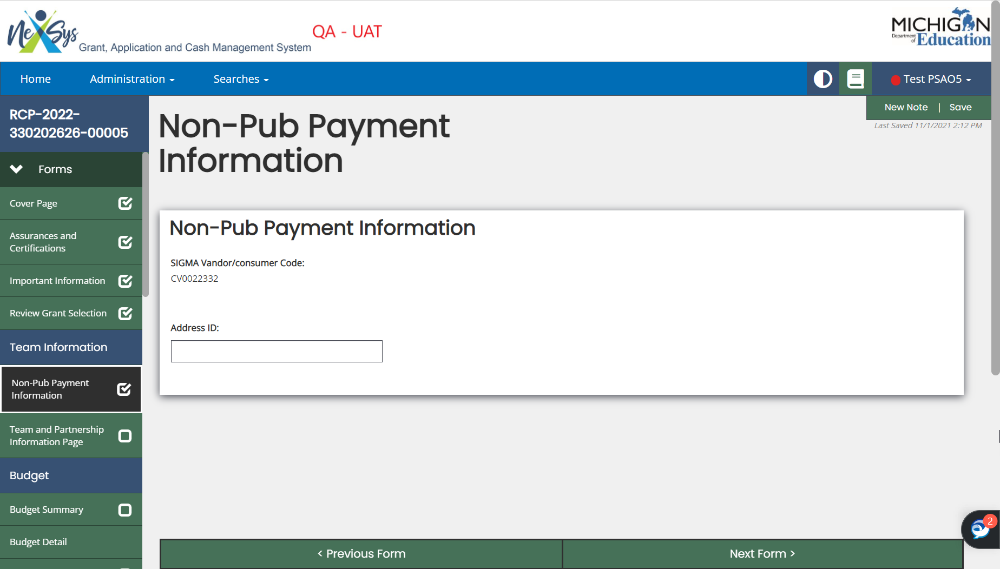 NexSys
Grant, Application and Cash Management System
QA - UAT
MICHIGAN
Department of Education
Home
Administration
Searches
Test PSAO5
New Note | Save
Last Saved 11/1/2021 2:12 PM
RCP-2022-
330202626-00005
Forms
Cover Page
Assurances and
Certifications
Important Information
Review Grant Selection
Team Information
Non-Pub Payment
Information
Team and Partnership
Information Page
Budget
Budget Summary
Budget Detail
Non-Pub Payment
Information
Non-Pub Payment Information
SIGMA Vandor/consumer Code:
CV0022332
Address ID:
2
< Previous Form
Next Form >